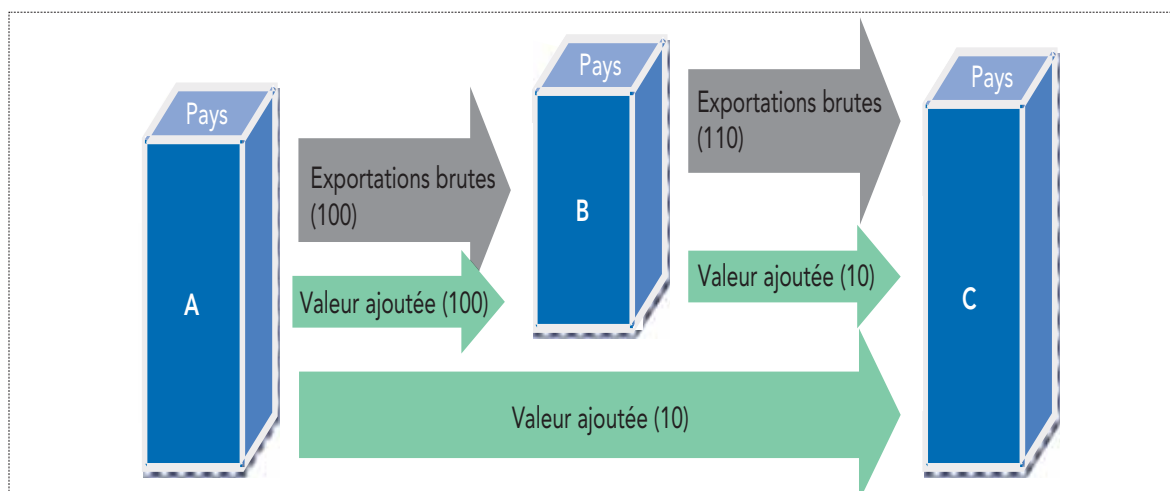 Pays
A
Exportations brutes
(100)
Valeur ajoutée (100)
Pays
B
Exportations brutes
(110)
Valeur ajoutée (10)
Valeur ajoutée (10)
Pays
C